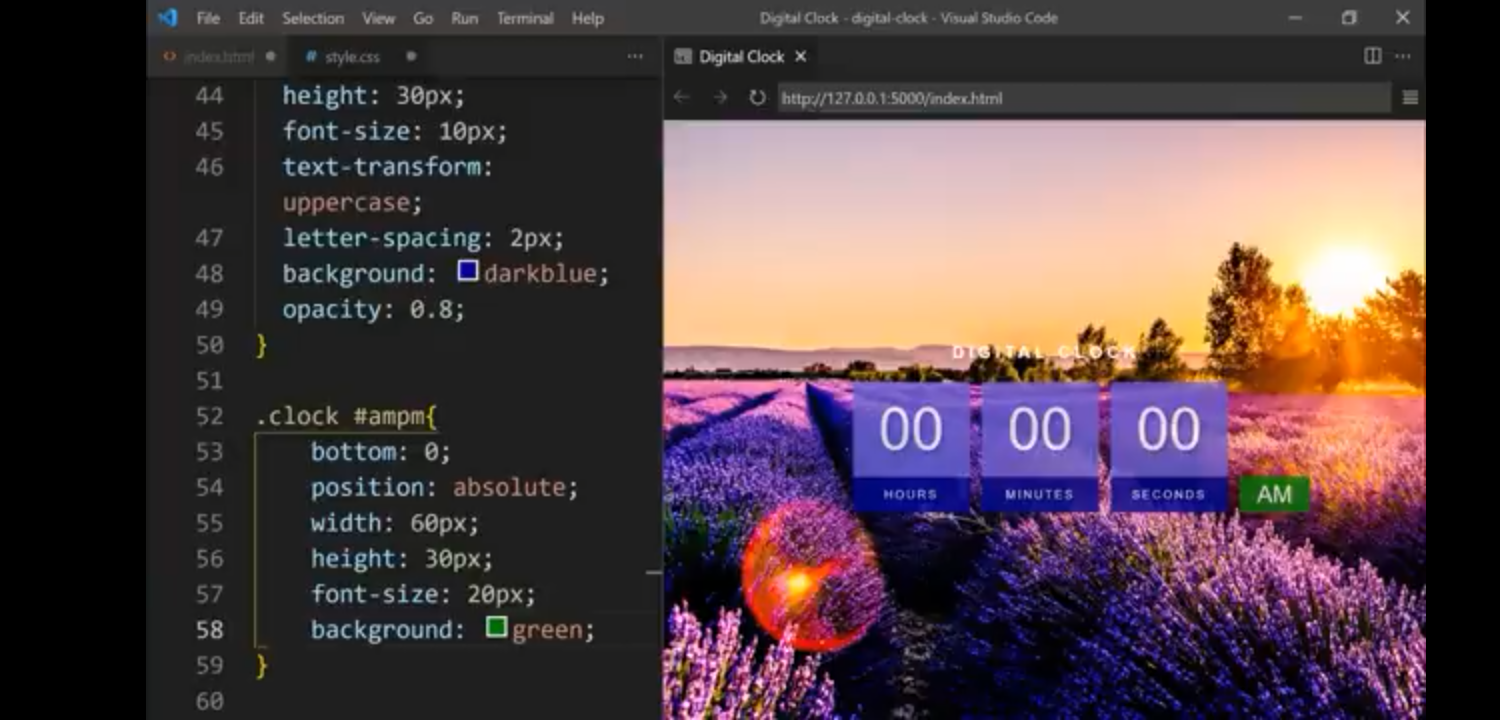 File Edit Selection View Go Run Terminal Help
Digital Clock - digital-clock - Visual Studio Code
index.html
# style.css
Digital Clock
http://127.0.0.1:5000/index.html
44 height: 30px;
45 font-size: 10px;
46 text-transform:
uppercase;
47 letter-spacing: 2px;
48 background: darkblue;
49 opacity: 0.8;
50 }
51
52 .clock #ampm{
53 bottom: 0;
54 position: absolute;
55 width: 60px;
56 height: 30px;
57 font-size: 20px;
58 background: green;
59 }
60
DIGITAL CLOCK
00 00 00
HOURS MINUTES SECONDS AM